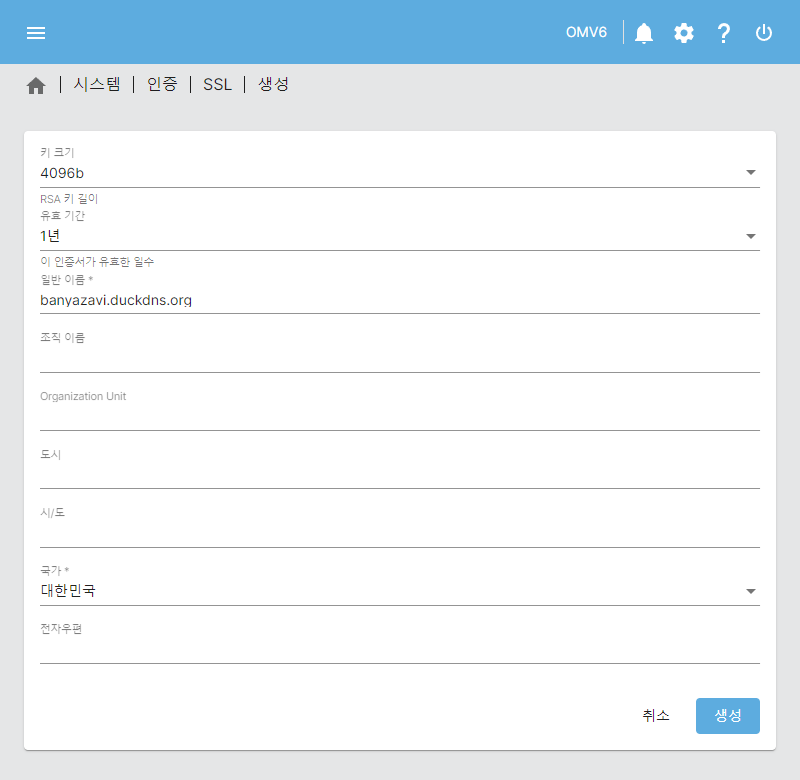 OMV6
시스템 | 인증 | SSL | 생성
키 크기
4096b
RSA 키 길이
유효 기간
1년
이 인증서가 유효한 일수
일반 이름 *
banyazavi.duckdns.org
조직 이름
Organization Unit
도시
시/도
국가 *
대한민국
전자우편
취소 생성